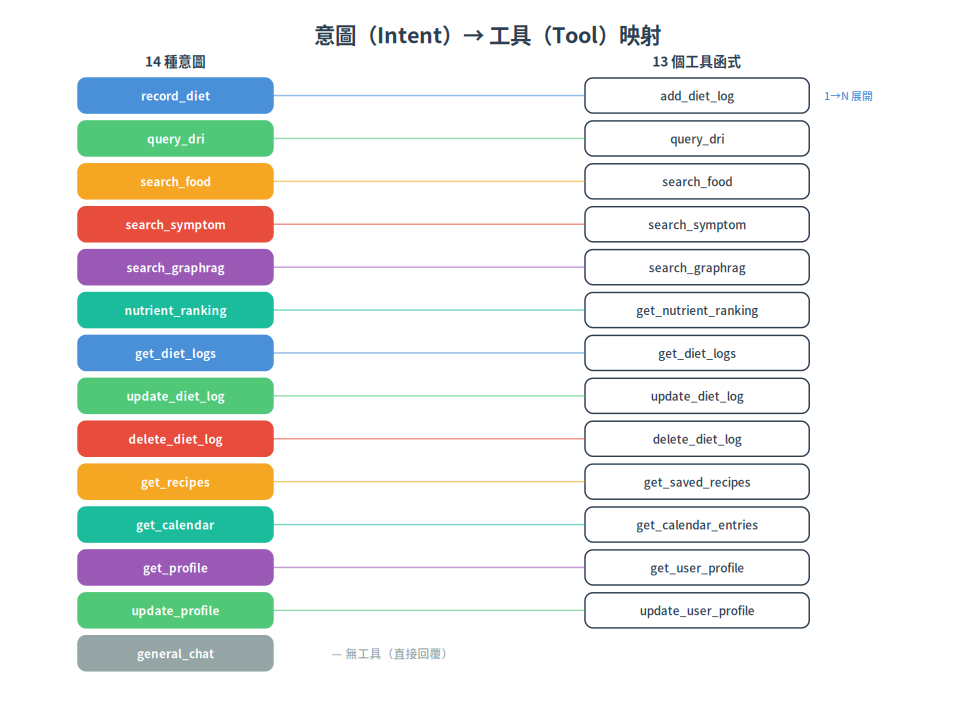 意圖（Intent）→ 工具（Tool）映射
14 種意圖
13 個工具函式
record_diet
add_diet_log
1→N 展開
query_dri
query_dri
search_food
search_food
search_symptom
search_symptom
search_graphrag
search_graphrag
nutrient_ranking
get_nutrient_ranking
get_diet_logs
get_diet_logs
update_diet_log
update_diet_log
delete_diet_log
delete_diet_log
get_recipes
get_saved_recipes
get_calendar
get_calendar_entries
get_profile
get_user_profile
update_profile
update_user_profile
general_chat
— 無工具（直接回覆）